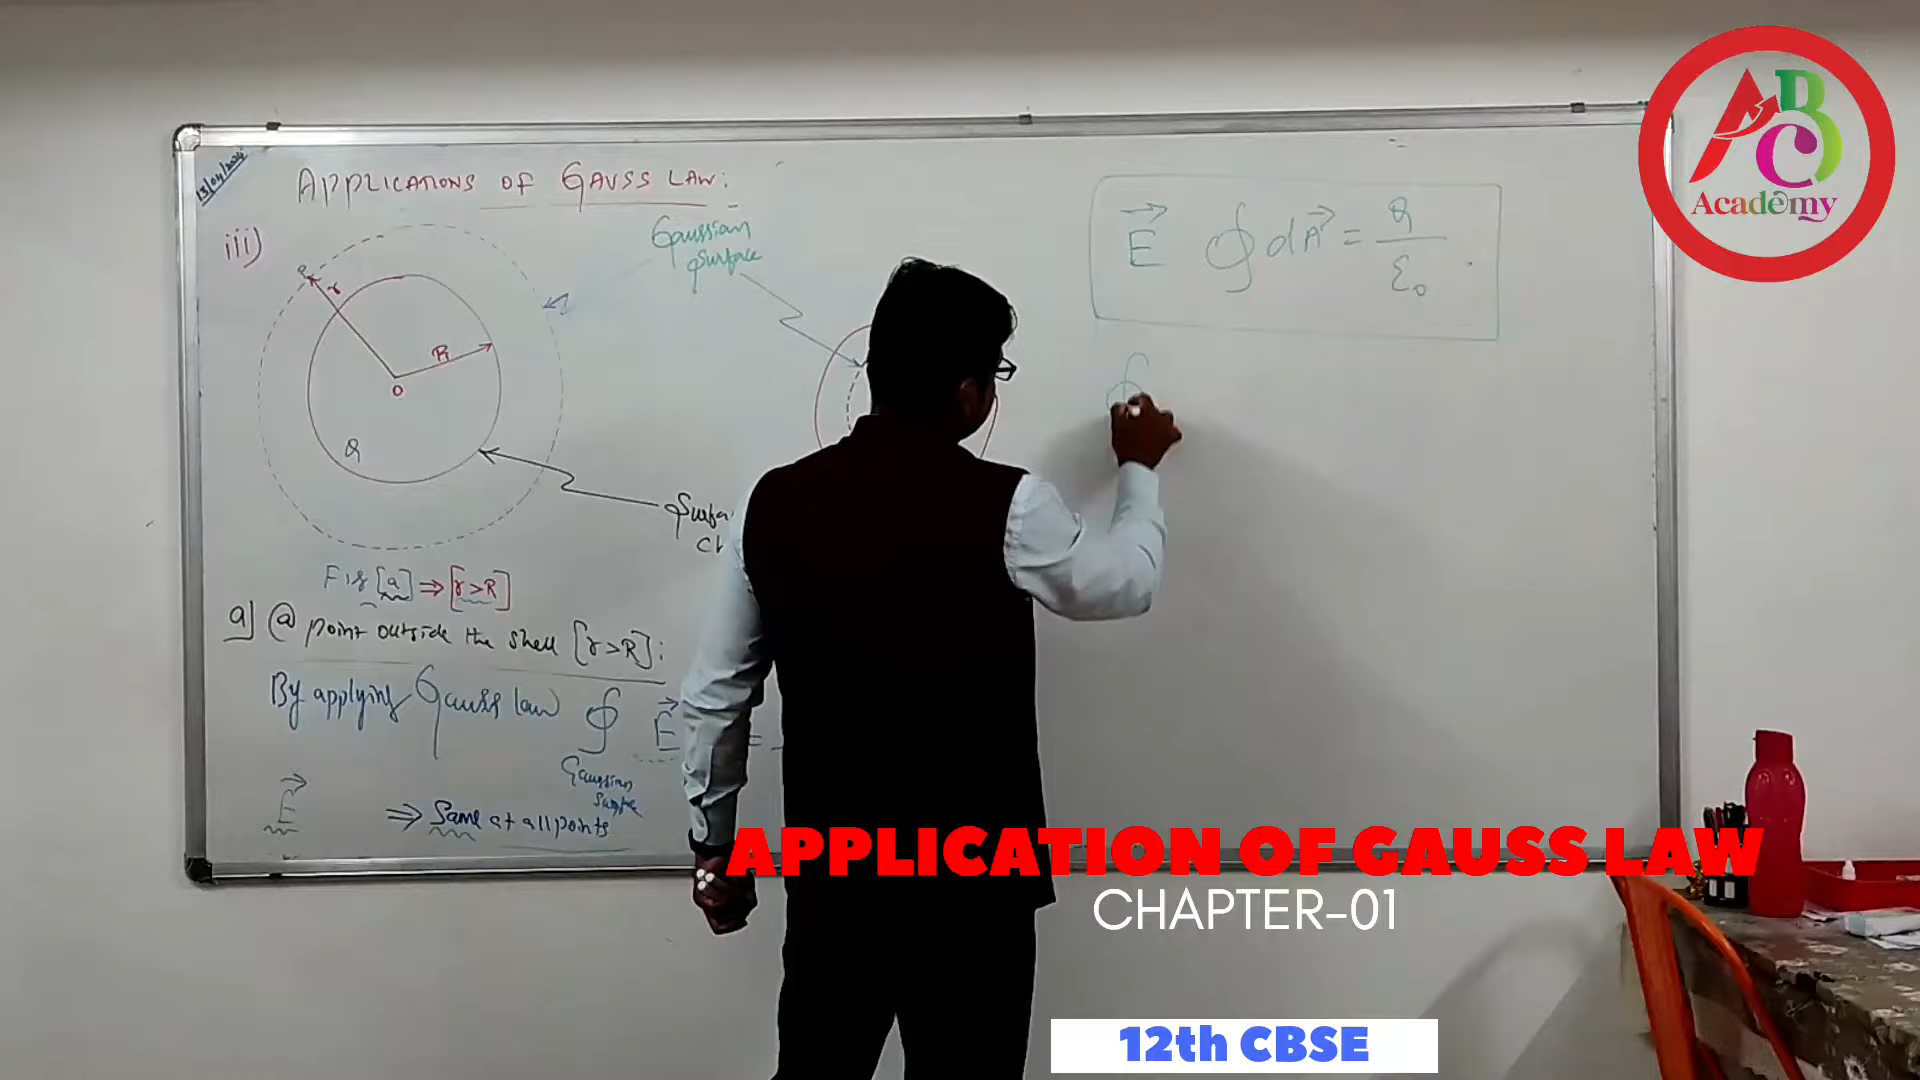 13/04/2024
APPLICATIONS OF GAUSS LAW:
iii)
Gaussian
Surface
r
R
O
Q
Fig [a] ⇒ [r>R]
a] @ point outside the shell [r>R]:
By applying Gauss law ∮ E⃗ =
Gaussian
Surface
E⃗ ⇒ Same at all points
E⃗ ∮ dA⃗ = q/ε₀
∮
ABC
Academy
APPLICATION OF GAUSS LAW
CHAPTER-01
12th CBSE